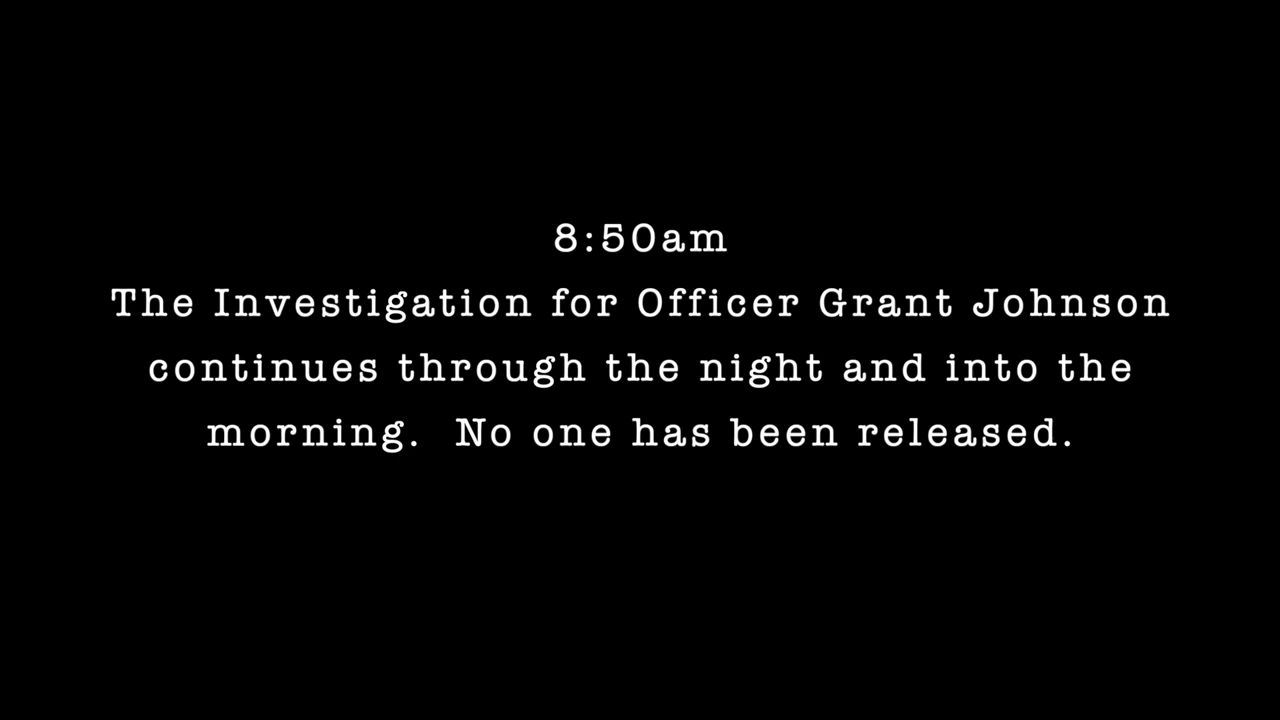 8:50am
The Investigation for Officer Grant Johnson
continues through the night and into the
morning.  No one has been released.